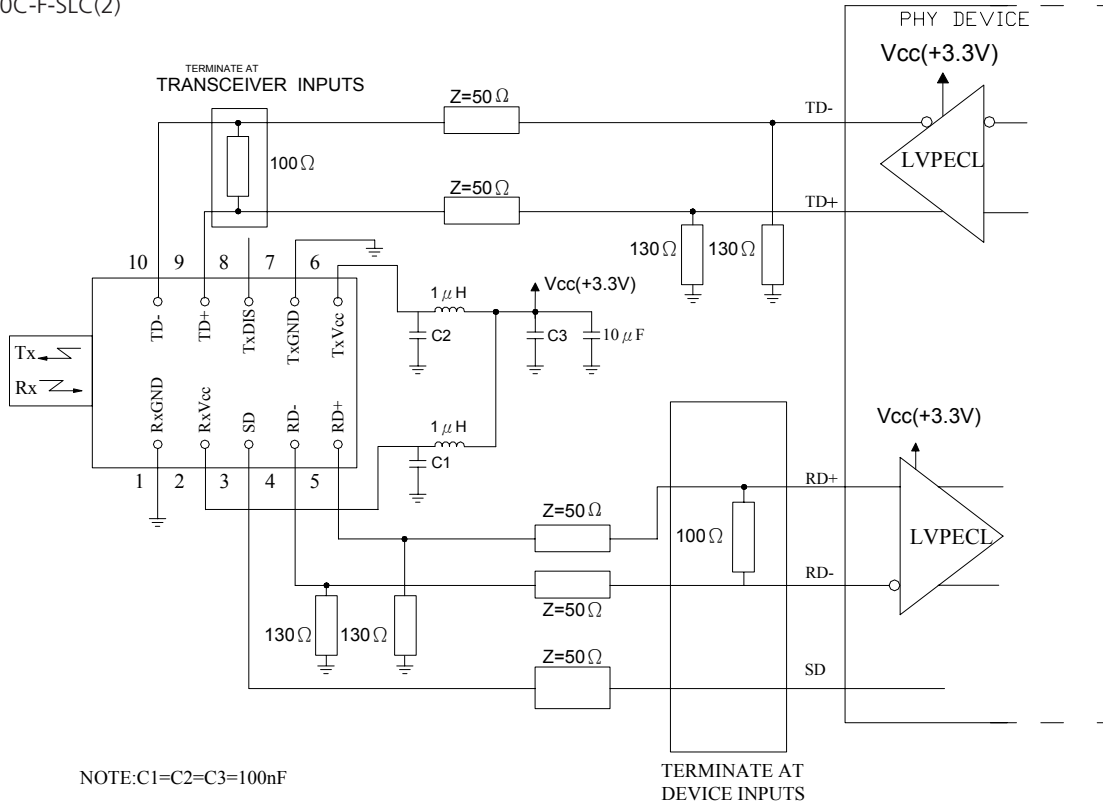 0C-F-SLC(2)
PHY DEVICE
Vcc(+3.3V)
TERMINATE AT
TRANSCEIVER INPUTS
Z=50Ω
TD-
LVPECL
100Ω
Z=50Ω
TD+
130Ω 130Ω
10 9 8 7 6
Vcc(+3.3V)
1μH
C2
C3
10μF
TD-
TD+
TxDIS
TxGND
TxVcc
Tx
Rx
RxGND
RxVcc
SD
RD-
RD+
1μH
C1
1 2 3 4 5
Vcc(+3.3V)
RD+
Z=50Ω
100Ω
LVPECL
RD-
Z=50Ω
130Ω 130Ω
Z=50Ω
SD
NOTE:C1=C2=C3=100nF
TERMINATE AT
DEVICE INPUTS